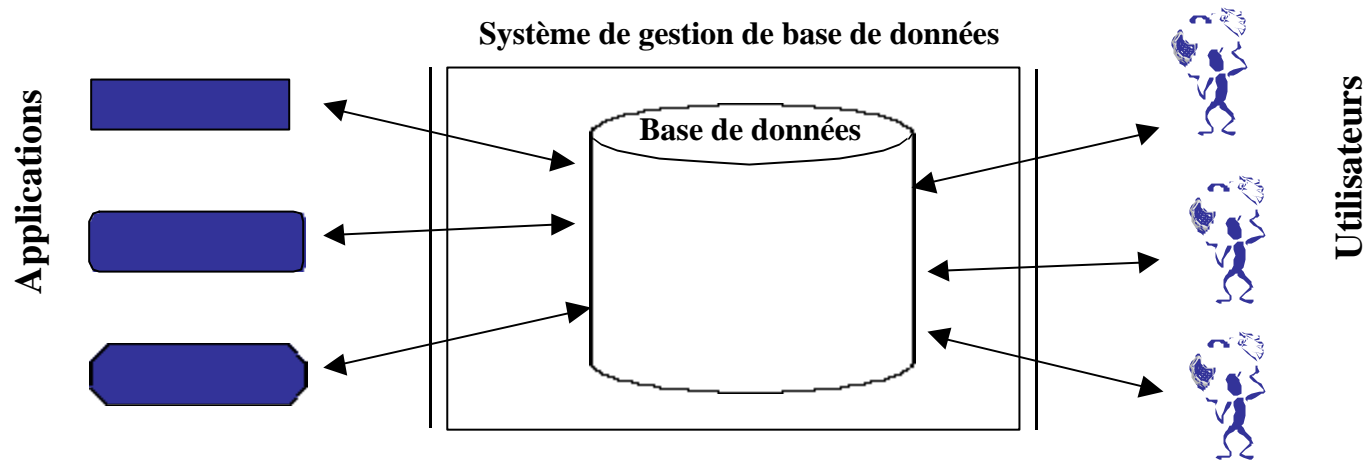 Système de gestion de base de données
Applications
Base de données
Utilisateurs